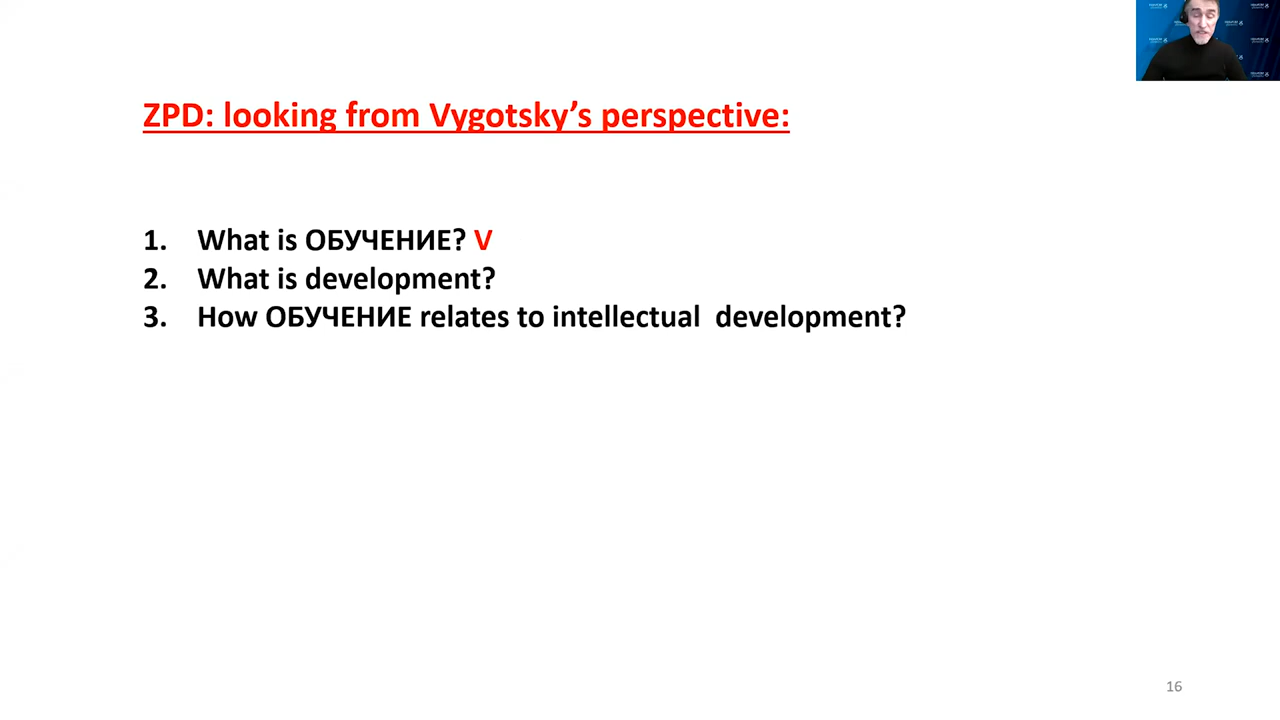 ZPD: looking from Vygotsky’s perspective:
1. What is ОБУЧЕНИЕ? V
2. What is development?
3. How ОБУЧЕНИЕ relates to intellectual  development?
16